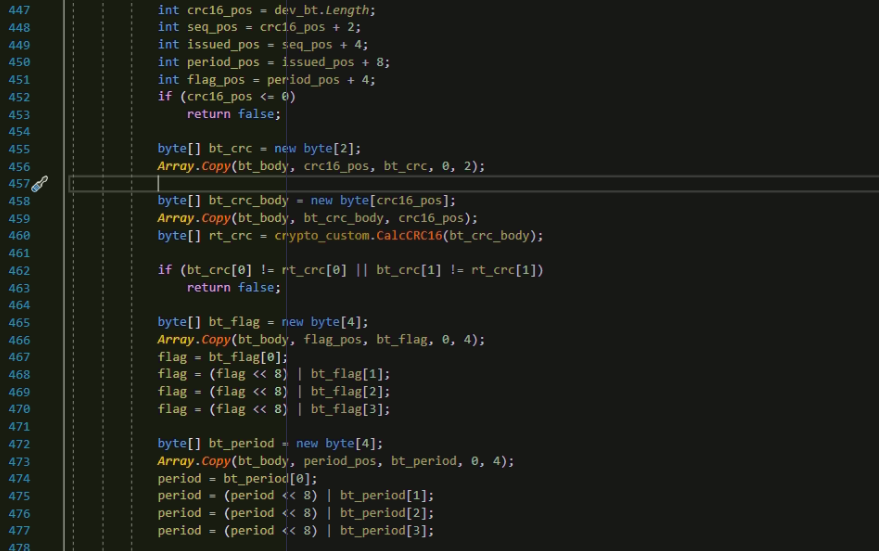 447 int crc16_pos = dev_bt.Length;
448 int seq_pos = crc16_pos + 2;
449 int issued_pos = seq_pos + 4;
450 int period_pos = issued_pos + 8;
451 int flag_pos = period_pos + 4;
452 if (crc16_pos <= 0)
453 return false;
454
455 byte[] bt_crc = new byte[2];
456 Array.Copy(bt_body, crc16_pos, bt_crc, 0, 2);
457
458 byte[] bt_crc_body = new byte[crc16_pos];
459 Array.Copy(bt_body, bt_crc_body, crc16_pos);
460 byte[] rt_crc = crypto_custom.CalcCRC16(bt_crc_body);
461
462 if (bt_crc[0] != rt_crc[0] || bt_crc[1] != rt_crc[1])
463 return false;
464
465 byte[] bt_flag = new byte[4];
466 Array.Copy(bt_body, flag_pos, bt_flag, 0, 4);
467 flag = bt_flag[0];
468 flag = (flag << 8) | bt_flag[1];
469 flag = (flag << 8) | bt_flag[2];
470 flag = (flag << 8) | bt_flag[3];
471
472 byte[] bt_period = new byte[4];
473 Array.Copy(bt_body, period_pos, bt_period, 0, 4);
474 period = bt_period[0];
475 period = (period << 8) | bt_period[1];
476 period = (period << 8) | bt_period[2];
477 period = (period << 8) | bt_period[3];
478